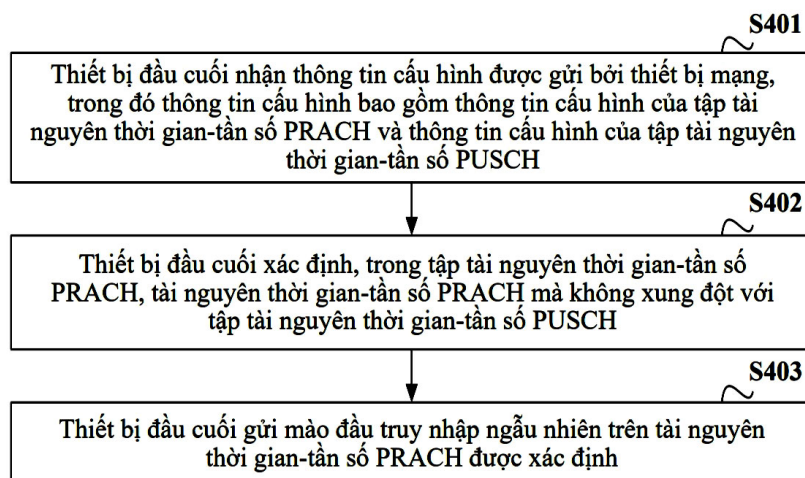 S401
Thiết bị đầu cuối nhận thông tin cấu hình được gửi bởi thiết bị mạng,
trong đó thông tin cấu hình bao gồm thông tin cấu hình của tập tài
nguyên thời gian-tần số PRACH và thông tin cấu hình của tập tài nguyên
thời gian-tần số PUSCH
S402
Thiết bị đầu cuối xác định, trong tập tài nguyên thời gian-tần số
PRACH, tài nguyên thời gian-tần số PRACH mà không xung đột với
tập tài nguyên thời gian-tần số PUSCH
S403
Thiết bị đầu cuối gửi mào đầu truy nhập ngẫu nhiên trên tài nguyên
thời gian-tần số PRACH được xác định